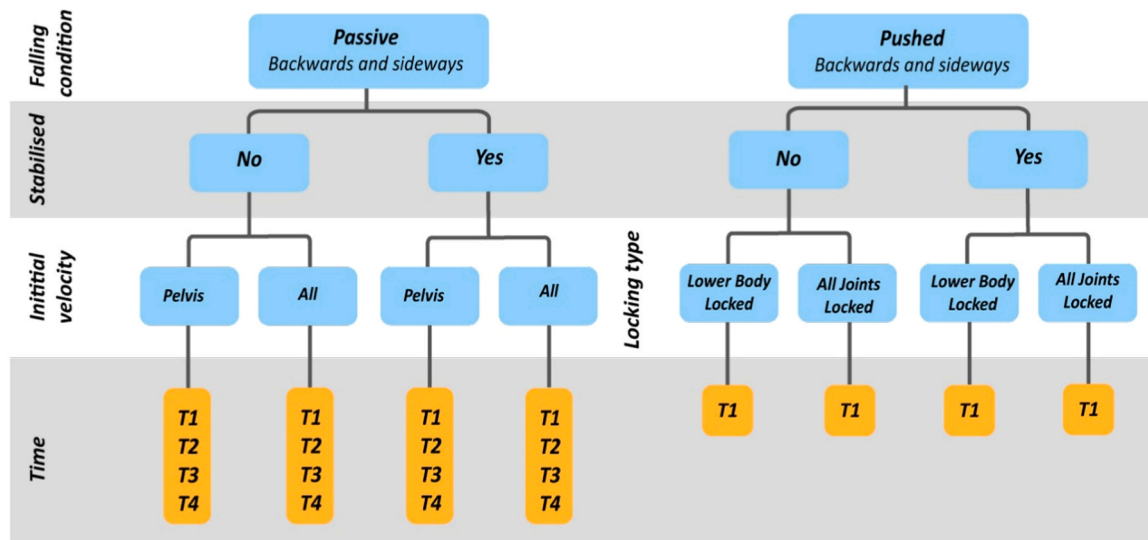 Falling
condition
Passive
Backwards and sideways
Pushed
Backwards and sideways
Stabilised
No
Yes
No
Yes
Inititial
velocity
Pelvis
All
Pelvis
All
Locking type
Lower Body
Locked
All Joints
Locked
Lower Body
Locked
All Joints
Locked
Time
T1
T2
T3
T4
T1
T2
T3
T4
T1
T2
T3
T4
T1
T2
T3
T4
T1
T1
T1
T1